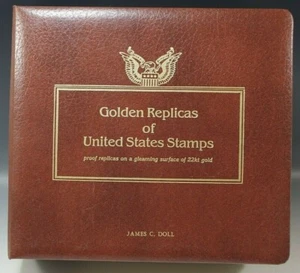 Golden Replicas
of
United States Stamps
proof replicas on a gleaming surface of 22kt gold
JAMES C. DOLL